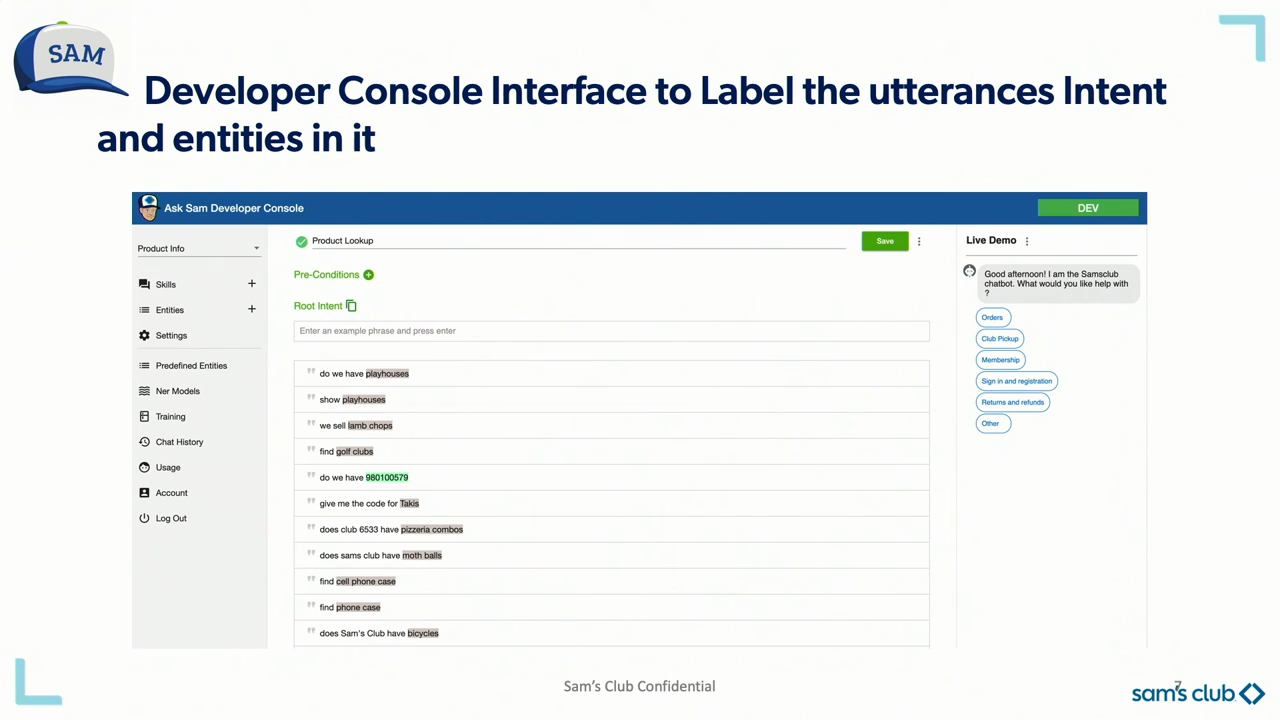 SAM
Developer Console Interface to Label the utterances Intent
and entities in it
Ask Sam Developer Console
DEV
Product Info
Skills
Entities
Settings
Predefined Entities
Ner Models
Training
Chat History
Usage
Account
Log Out
Product Lookup
Save
Pre-Conditions
Root Intent
Enter an example phrase and press enter
do we have playhouses
show playhouses
we sell lamb chops
find golf clubs
do we have 980100579
give me the code for Takis
does club 6533 have pizzeria combos
does sams club have moth balls
find cell phone case
find phone case
does Sam's Club have bicycles
Live Demo
Good afternoon! I am the Samsclub
chatbot. What would you like help with
?
Orders
Club Pickup
Membership
Sign in and registration
Returns and refunds
Other
Sam's Club Confidential
7
sam's club